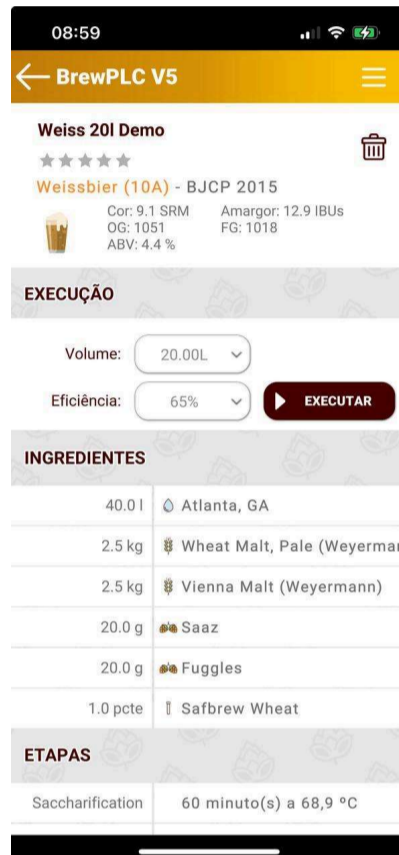 08:59
BrewPLC V5
Weiss 20l Demo
Weissbier (10A) - BJCP 2015
Cor: 9.1 SRM Amargor: 12.9 IBUs
OG: 1051 FG: 1018
ABV: 4.4 %
EXECUÇÃO
Volume: 20.00L
Eficiência: 65% EXECUTAR
INGREDIENTES
40.0 l Atlanta, GA
2.5 kg Wheat Malt, Pale (Weyerman
2.5 kg Vienna Malt (Weyermann)
20.0 g Saaz
20.0 g Fuggles
1.0 pcte Safbrew Wheat
ETAPAS
Saccharification 60 minuto(s) a 68,9 ºC